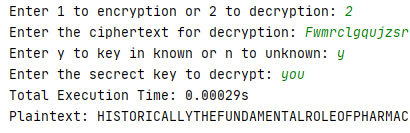 Enter 1 to encryption or 2 to decryption: 2
Enter the ciphertext for decryption: Fwmrclgqvjzsr
Enter y to key in known or n to unknown: y
Enter the secrect key to decrypt: you
Total Execution Time: 0.00029s
Plaintext: HISTORICALLYTHEFUNDAMENTALROLEOFPHARMAC